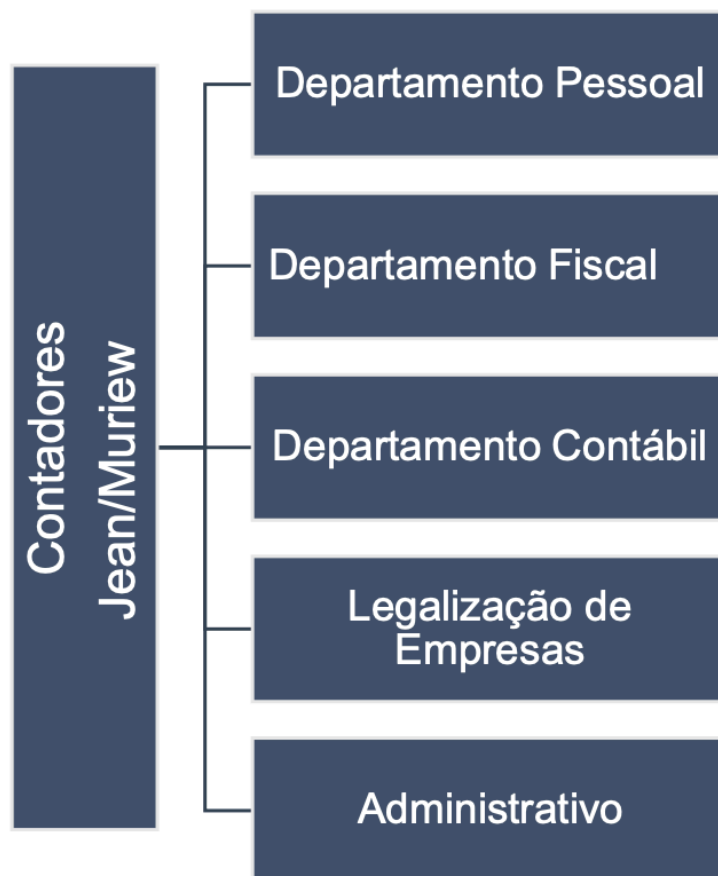 Contadores
Jean/Muriew
Departamento Pessoal
Departamento Fiscal
Departamento Contábil
Legalização de
Empresas
Administrativo